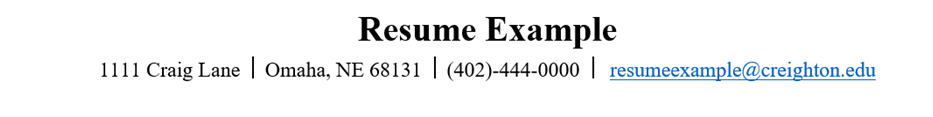 Resume Example
1111 Craig Lane | Omaha, NE 68131 | (402)-444-0000 | resumeexample@creighton.edu